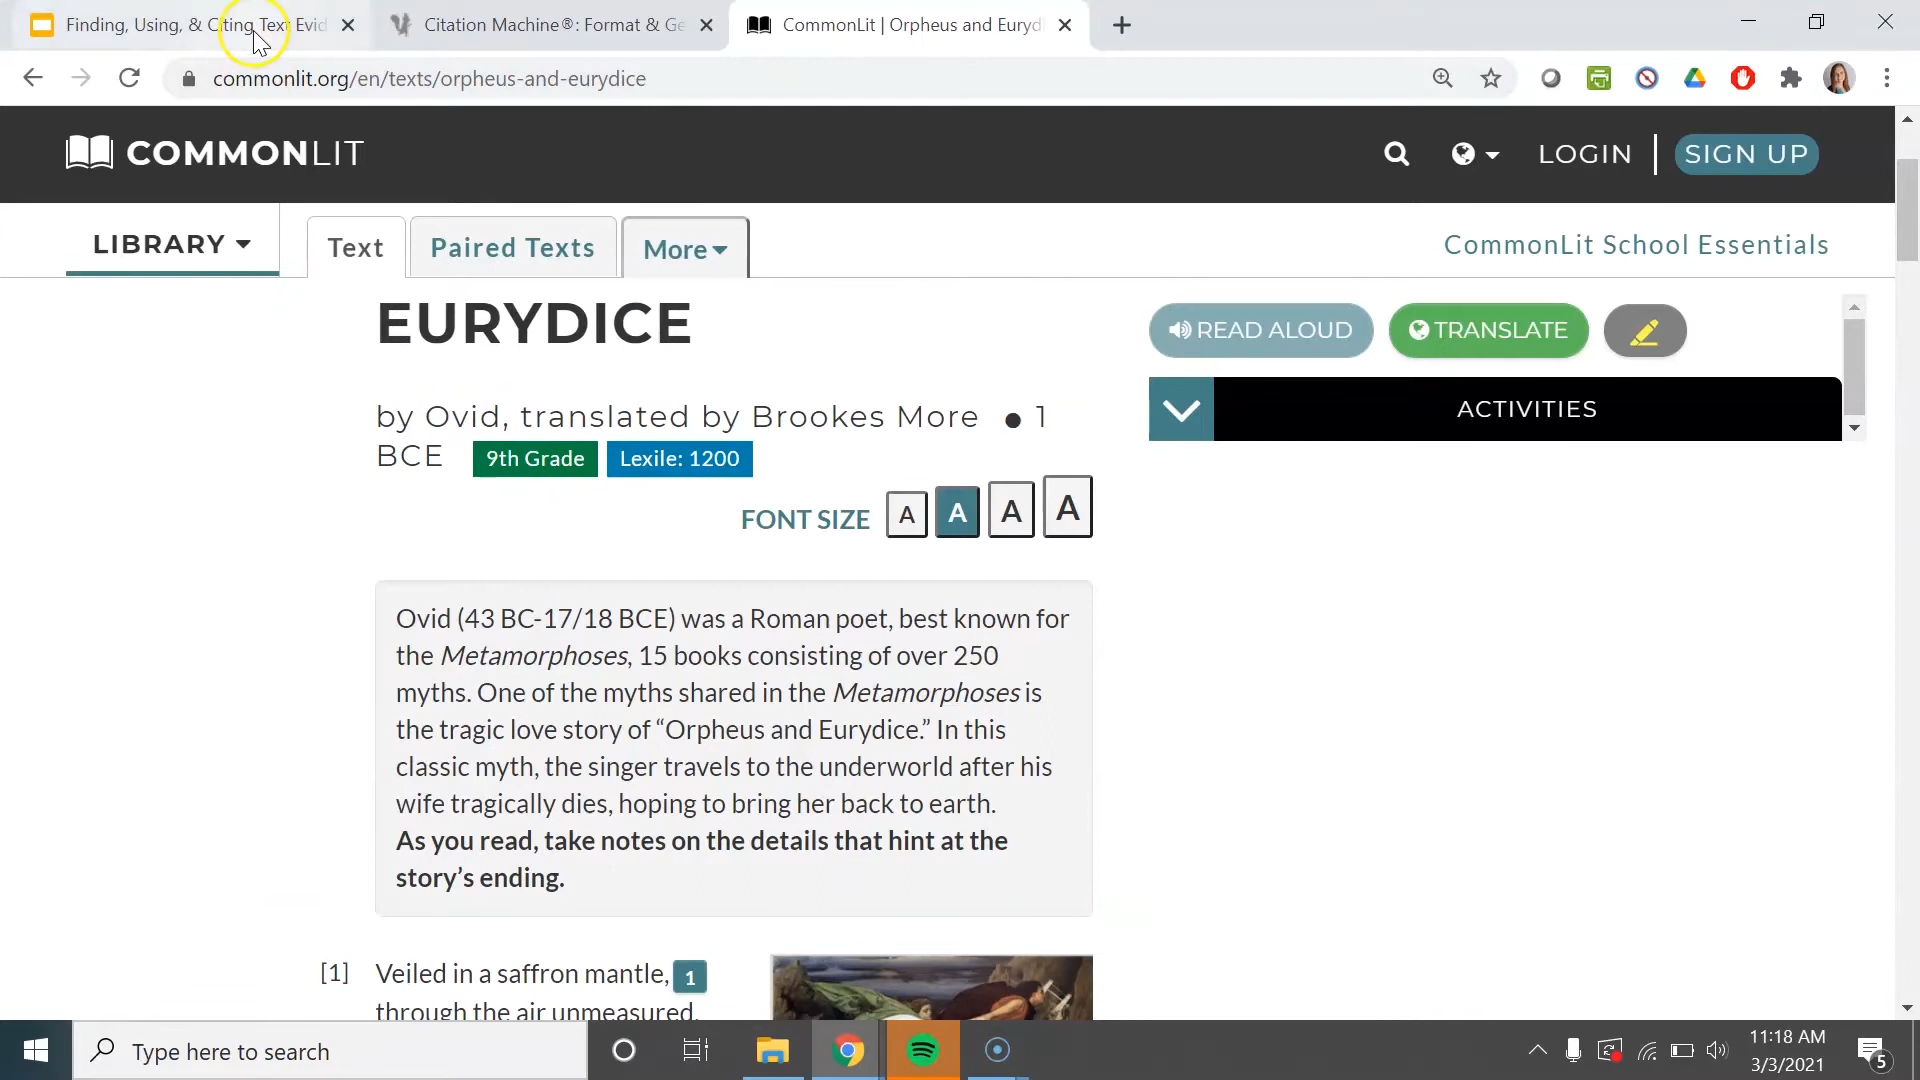 Finding, Using, & Citing Text Evid
Citation Machine®: Format & Ge
CommonLit | Orpheus and Euryd
commonlit.org/en/texts/orpheus-and-eurydice
COMMONLIT
LOGIN
SIGN UP
LIBRARY
Text
Paired Texts
More
CommonLit School Essentials
EURYDICE
READ ALOUD
TRANSLATE
ACTIVITIES
by Ovid, translated by Brookes More ● 1
BCE 9th Grade Lexile: 1200
FONT SIZE A A A A
Ovid (43 BC-17/18 BCE) was a Roman poet, best known for
the Metamorphoses, 15 books consisting of over 250
myths. One of the myths shared in the Metamorphoses is
the tragic love story of “Orpheus and Eurydice.” In this
classic myth, the singer travels to the underworld after his
wife tragically dies, hoping to bring her back to earth.
As you read, take notes on the details that hint at the
story’s ending.
[1] Veiled in a saffron mantle, 1
through the air unmeasured,
Type here to search
11:18 AM
3/3/2021
5